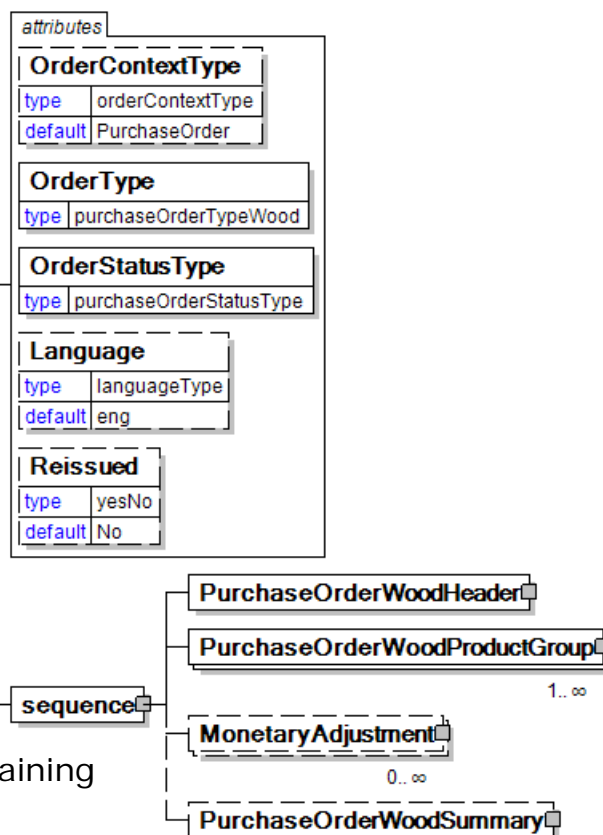 attributes
OrderContextType
type orderContextType
default PurchaseOrder
OrderType
type purchaseOrderTypeWood
OrderStatusType
type purchaseOrderStatusType
Language
type languageType
default eng
Reissued
type yesNo
default No
PurchaseOrderWoodHeader
PurchaseOrderWoodProductGroup
1.. ∞
sequence
MonetaryAdjustment
aining
0.. ∞
PurchaseOrderWoodSummary